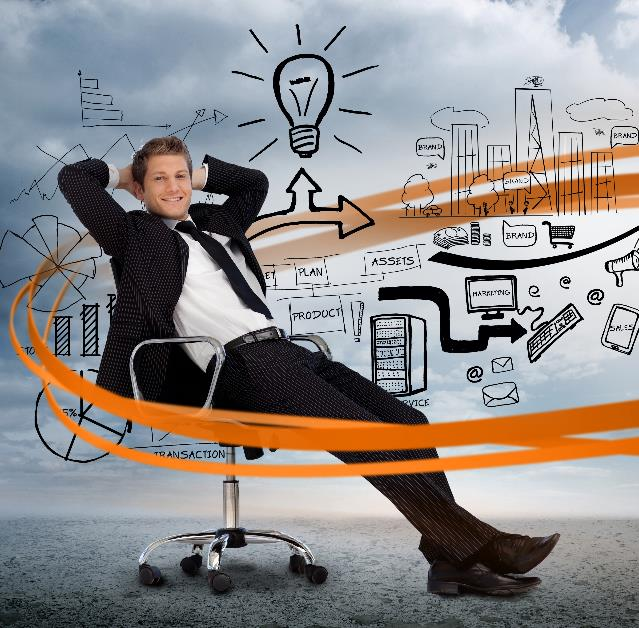 BRAND
BRAND
BRAND
BRAND
ASSETS
PLAN
MARKETING
PRODUCT
SALES
5%
TRANSACTION